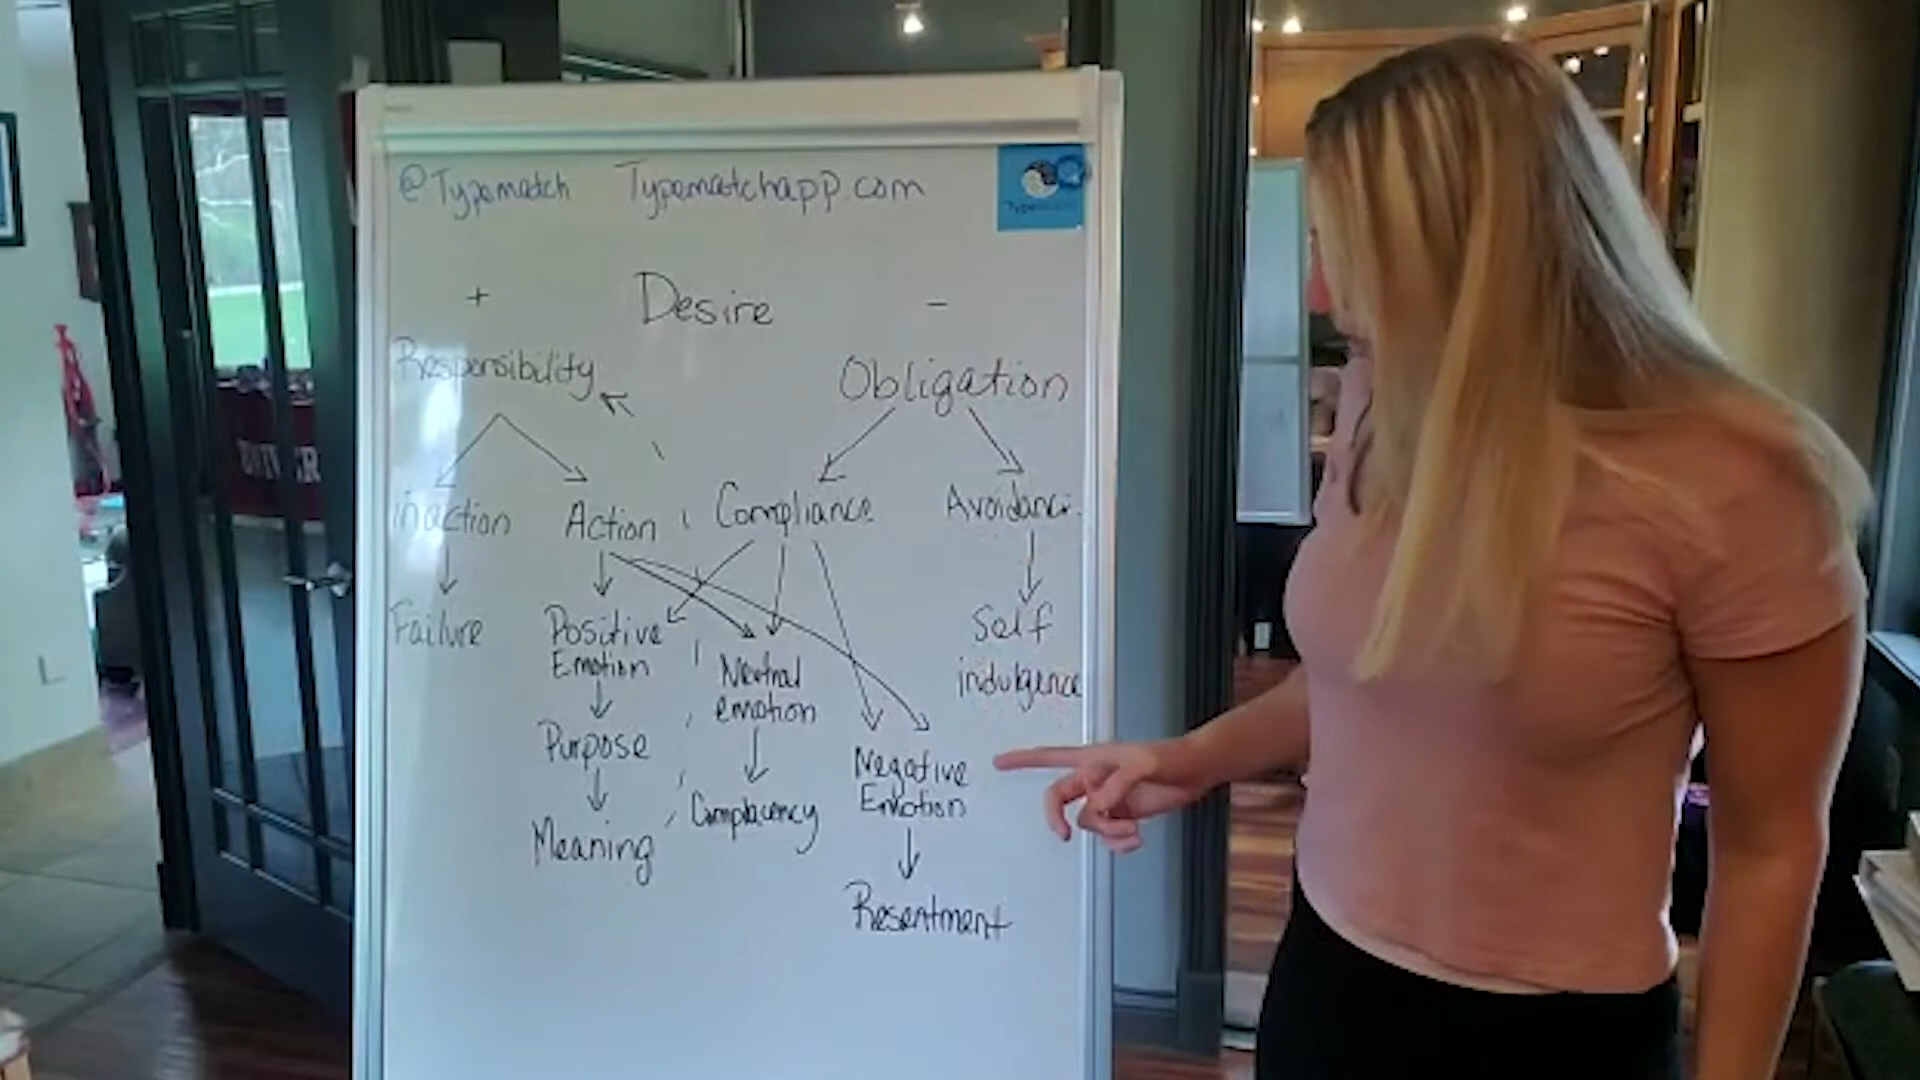 @Typematch Typematchapp.com
+ Desire -
Responsibility Obligation
inaction Action Compliance Avoidance
Failure Positive Emotion Neutral emotion Self indulgence
Purpose Negative Emotion
Meaning Complacency
Resentment